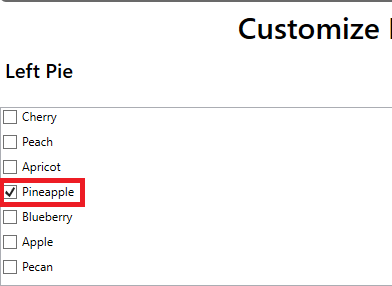 Customize
Left Pie
Cherry
Peach
Apricot
Pineapple
Blueberry
Apple
Pecan